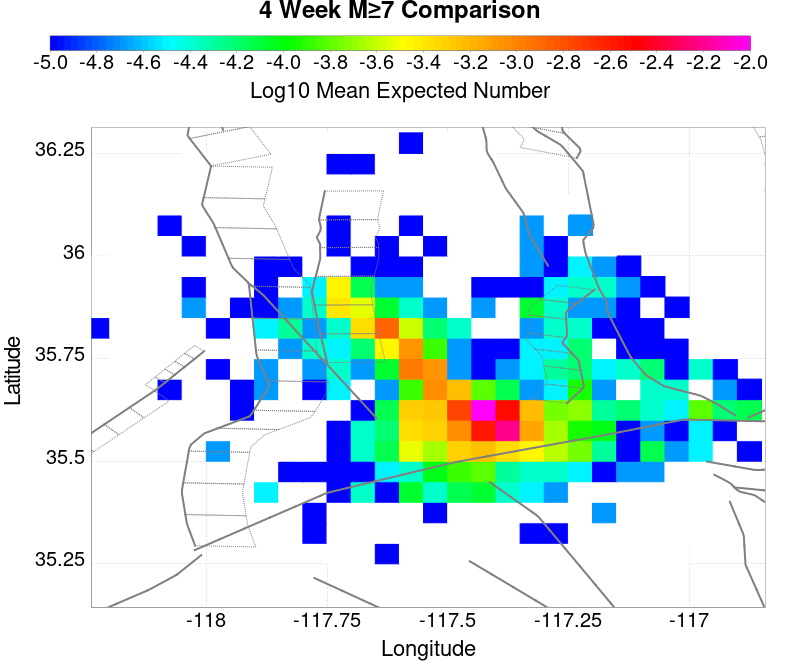 4 Week M≥7 Comparison
-5.0 -4.8 -4.6 -4.4 -4.2 -4.0 -3.8 -3.6 -3.4 -3.2 -3.0 -2.8 -2.6 -2.4 -2.2 -2.0
Log10 Mean Expected Number
36.25
36
35.75
35.5
35.25
Latitude
-118 -117.75 -117.5 -117.25 -117
Longitude